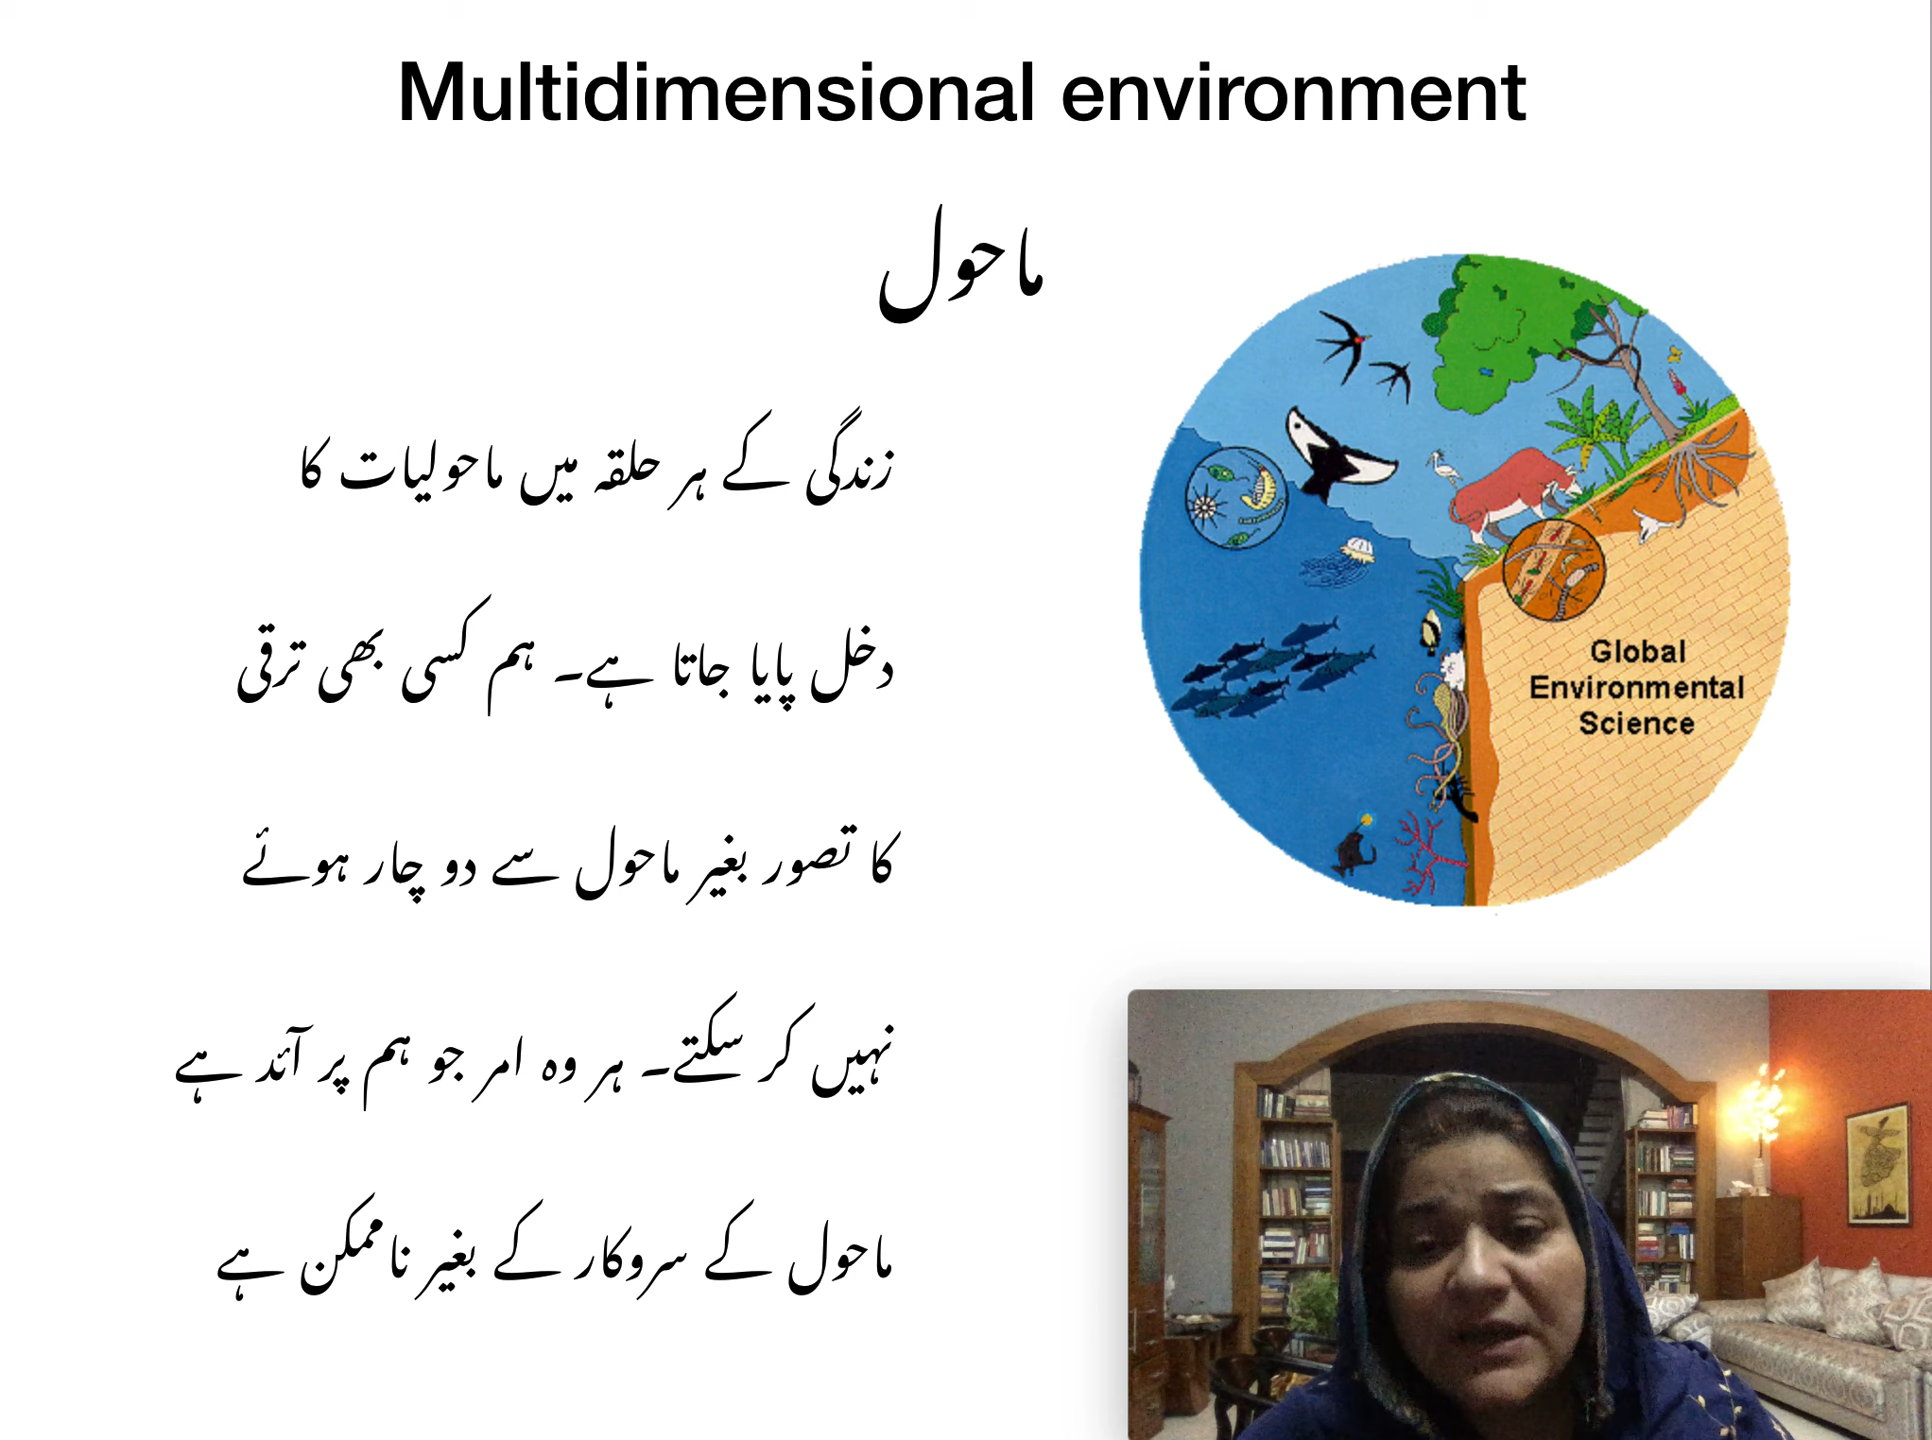 Multidimensional environment
ماحول
زندگی کے ہر حلقہ میں ماحولیات کا
دخل پایا جاتا ہے۔ ہم کسی بھی ترقی
کا تصور بغیر ماحول سے دو چار ہوئے
نہیں کر سکتے۔ ہر وہ امر جو ہم پر آئد ہے
ماحول کے سروکار کے بغیر ناممکن ہے
Global
Environmental
Science